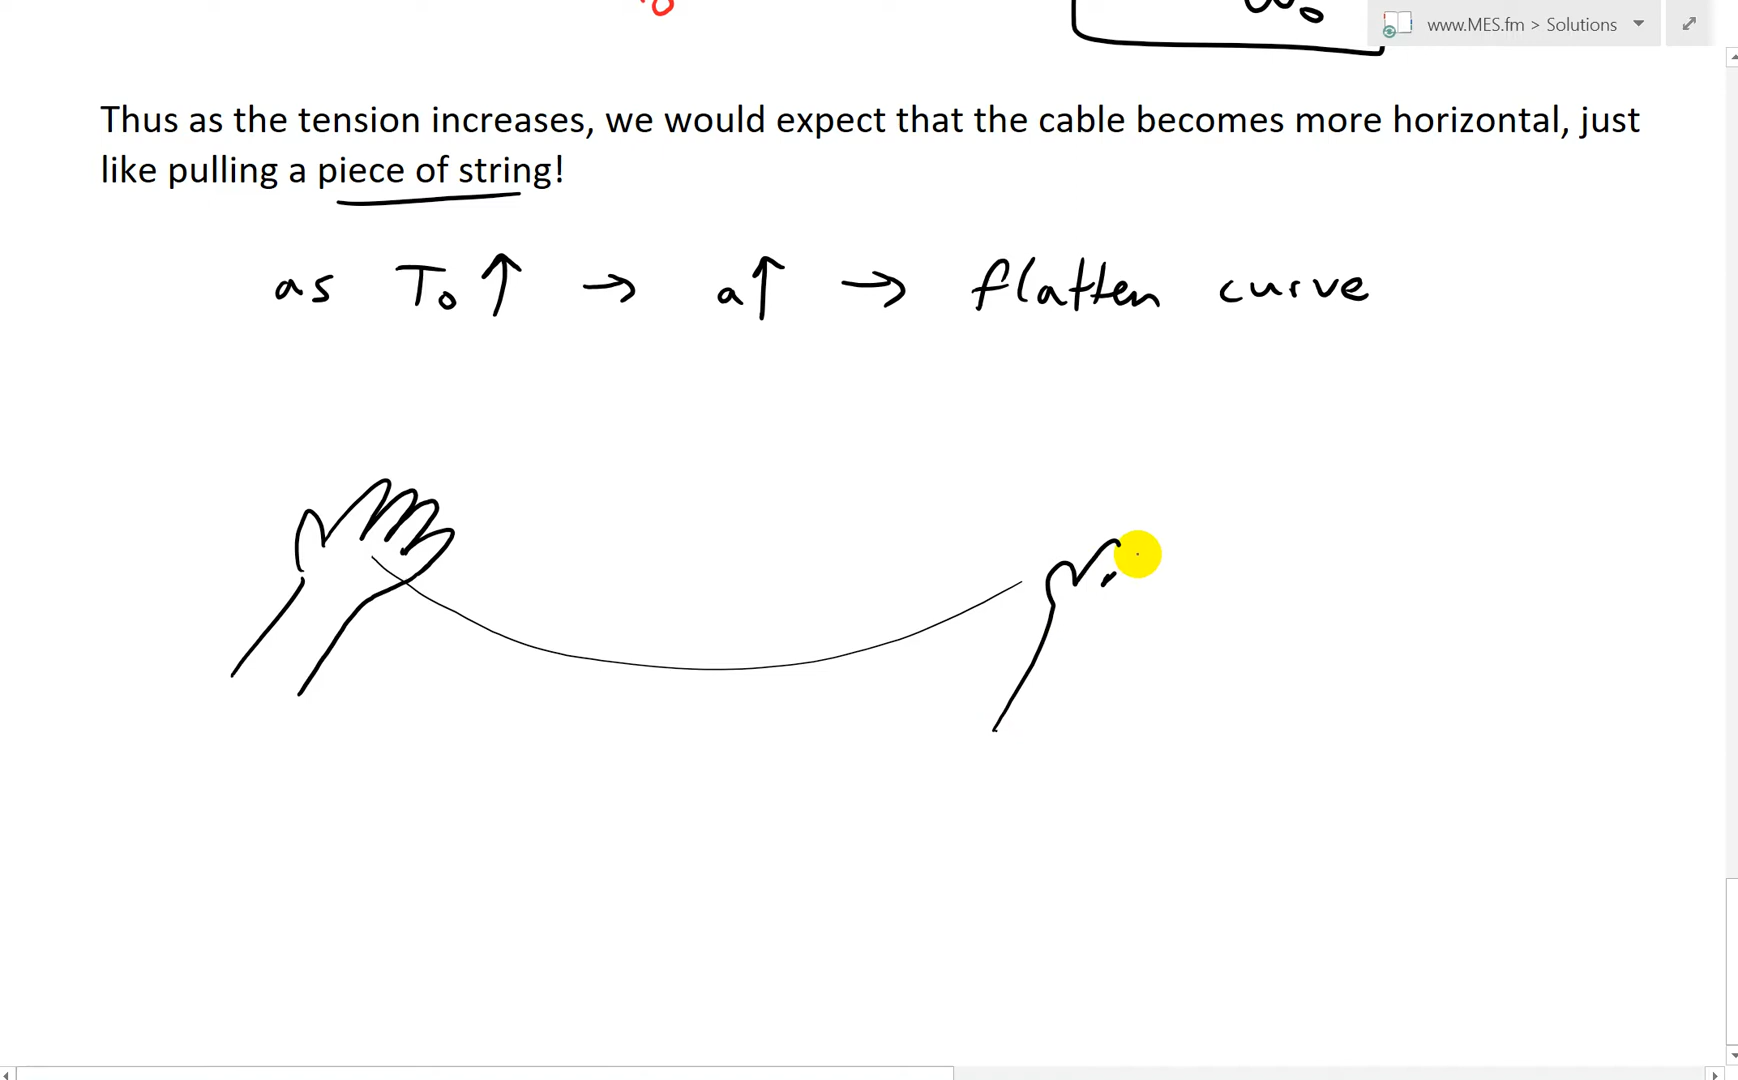 www.MES.fm > Solutions
Thus as the tension increases, we would expect that the cable becomes more horizontal, just
like pulling a piece of string!
as T₀ ↑ → a↑ → flatten curve